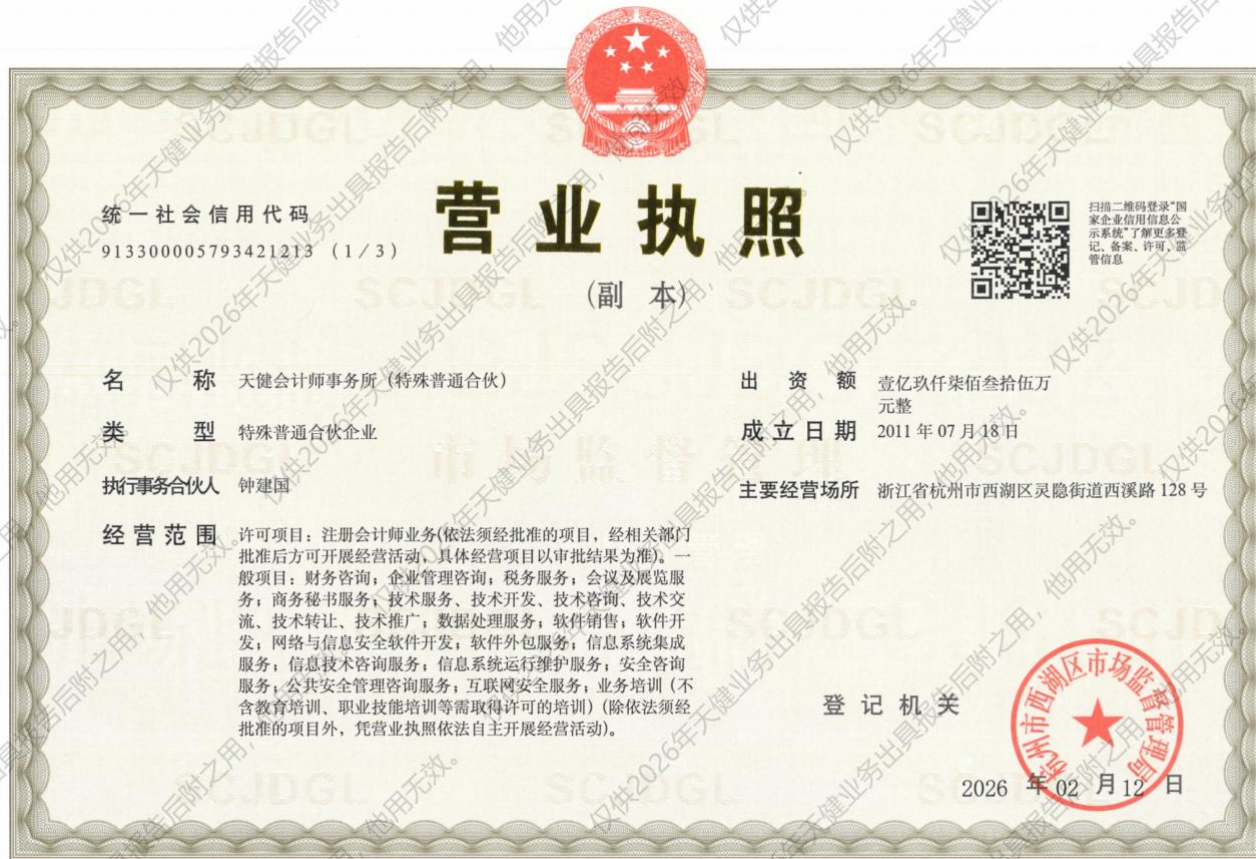 营业执照
（副 本）
统一社会信用代码
913300005793421213 (1/3)
扫描二维码登录“国
家企业信用信息公
示系统”了解更多登
记、备案、许可、监
管信息
名 称 天健会计师事务所（特殊普通合伙）
类 型 特殊普通合伙企业
执行事务合伙人 钟建国
经营范围 许可项目：注册会计师业务(依法须经批准的项目，经相关部门
批准后方可开展经营活动，具体经营项目以审批结果为准)。一
般项目：财务咨询；企业管理咨询；税务服务；会议及展览服
务；商务秘书服务；技术服务、技术开发、技术咨询、技术交
流、技术转让、技术推广；数据处理服务；软件销售；软件开
发；网络与信息安全软件开发；软件外包服务；信息系统集成
服务；信息技术咨询服务；信息系统运行维护服务；安全咨询
服务；公共安全管理咨询服务；互联网安全服务；业务培训（不
含教育培训、职业技能培训等需取得许可的培训）(除依法须经
批准的项目外，凭营业执照依法自主开展经营活动)。
出 资 额 壹亿玖仟柒佰叁拾伍万
元整
成立日期 2011 年 07 月 18 日
主要经营场所 浙江省杭州市西湖区灵隐街道西溪路 128 号
登 记 机 关
杭州市西湖区市场监督管理局
2026 年 02 月 12 日
仅供2026年天健业务出具报告后附之用，他用无效。
SCJDGL
市场监督管理